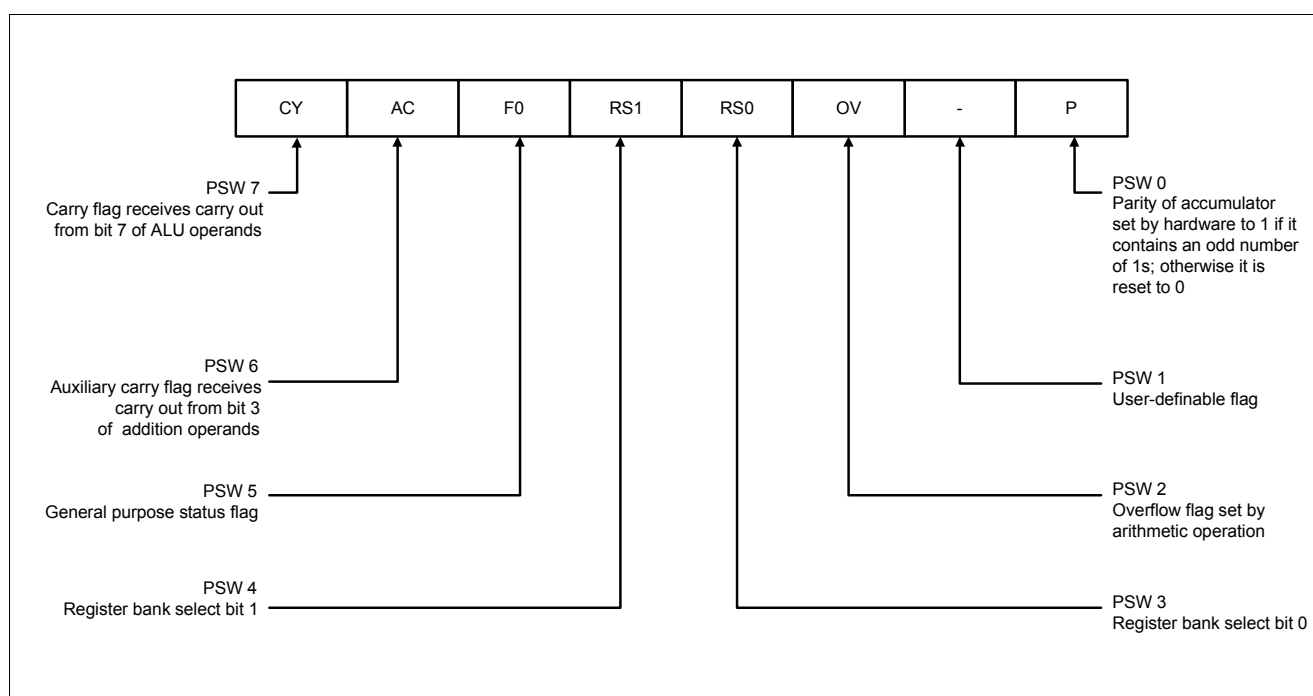 CY AC F0 RS1 RS0 OV - P
PSW 7
Carry flag receives carry out
from bit 7 of ALU operands
PSW 6
Auxiliary carry flag receives
carry out from bit 3
of addition operands
PSW 5
General purpose status flag
PSW 4
Register bank select bit 1
PSW 0
Parity of accumulator
set by hardware to 1 if it
contains an odd number
of 1s; otherwise it is
reset to 0
PSW 1
User-definable flag
PSW 2
Overflow flag set by
arithmetic operation
PSW 3
Register bank select bit 0